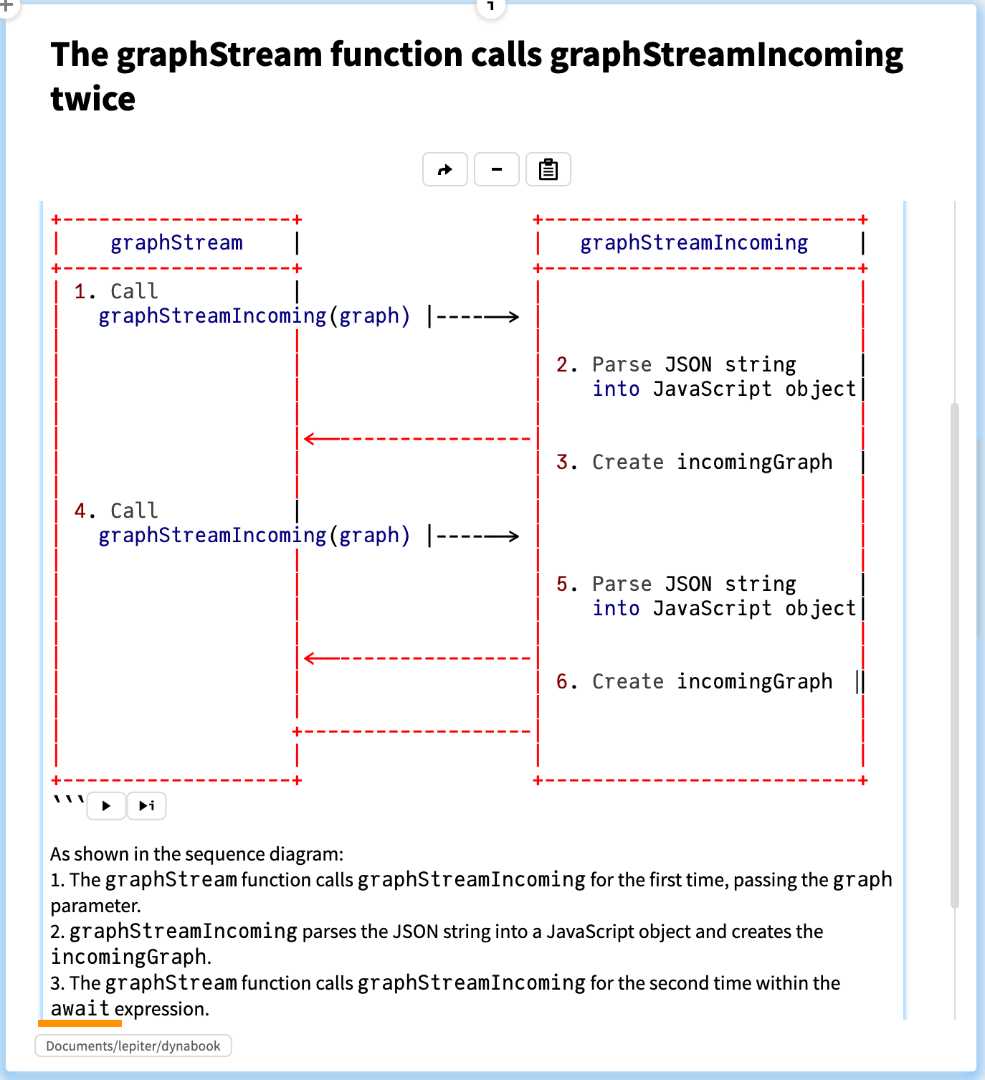 1
The graphStream function calls graphStreamIncoming
twice
+--------------------+ +---------------------------+
| graphStream | | graphStreamIncoming |
+--------------------+ +---------------------------+
1. Call
graphStreamIncoming(graph) |------>
2. Parse JSON string
into JavaScript object|
3. Create incomingGraph |
4. Call
graphStreamIncoming(graph) |------>
5. Parse JSON string
into JavaScript object|
6. Create incomingGraph ||
```
i
As shown in the sequence diagram:
1. The graphStream function calls graphStreamIncoming for the first time, passing the graph
parameter.
2. graphStreamIncoming parses the JSON string into a JavaScript object and creates the
incomingGraph.
3. The graphStream function calls graphStreamIncoming for the second time within the
await expression.
Documents/lepiter/dynabook